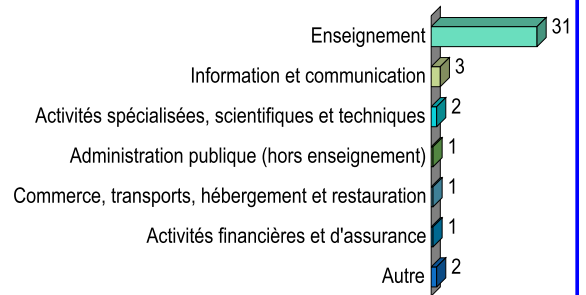 Enseignement 31
Information et communication 3
Activités spécialisées, scientifiques et techniques 2
Administration publique (hors enseignement) 1
Commerce, transports, hébergement et restauration 1
Activités financières et d'assurance 1
Autre 2